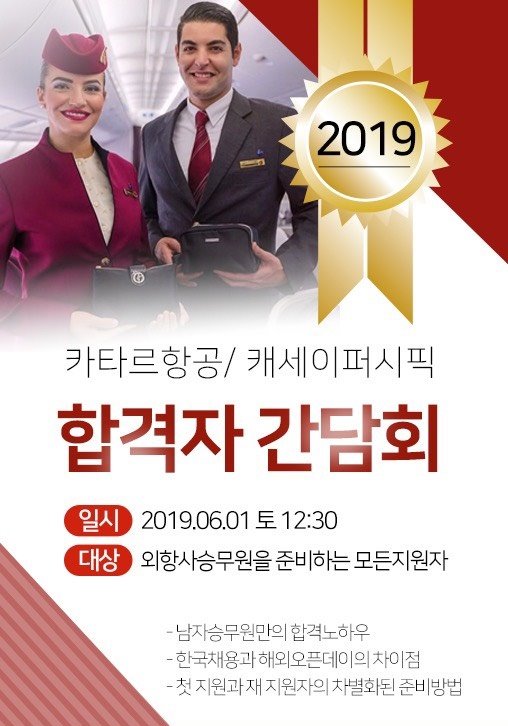 2019
카타르항공/ 캐세이퍼시픽
합격자 간담회
일시 2019.06.01 토 12:30
대상 외항사승무원을 준비하는 모든지원자
- 남자승무원만의 합격노하우
- 한국채용과 해외오픈데이의 차이점
- 첫 지원과 재 지원자의 차별화된 준비방법